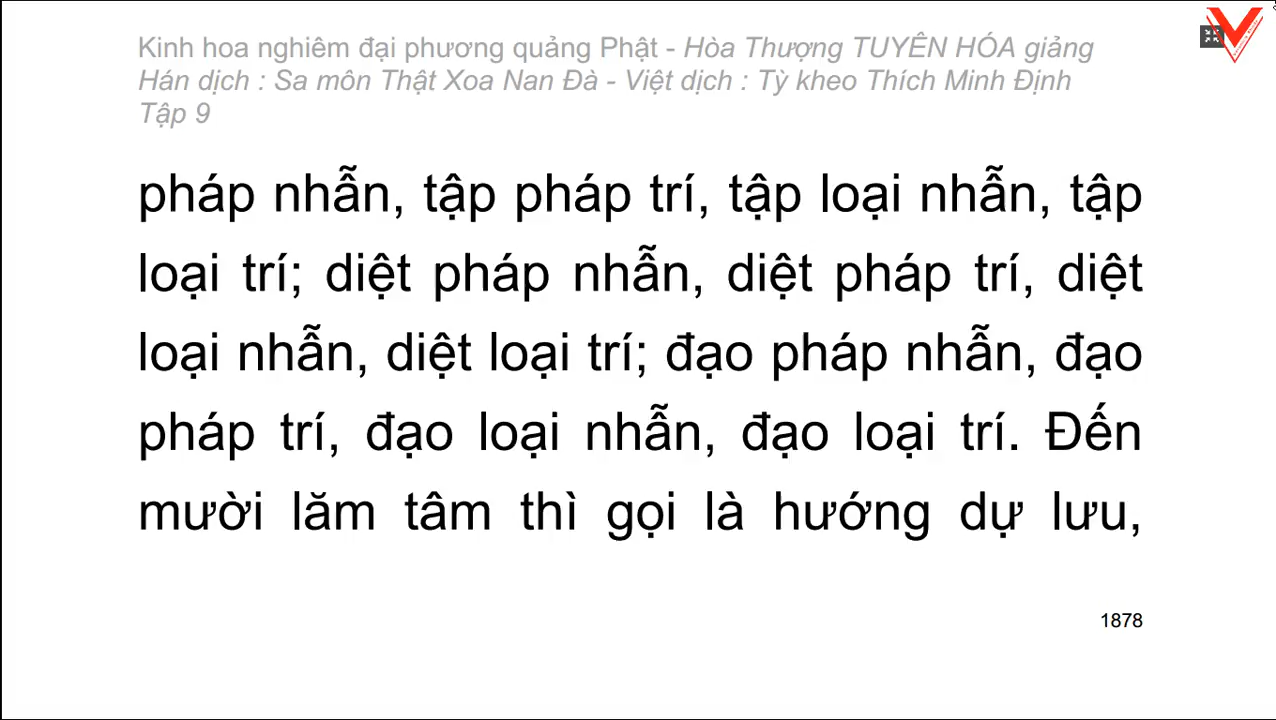 Kinh hoa nghiêm đại phương quảng Phật - Hòa Thượng TUYÊN HÓA giảng
Hán dịch : Sa môn Thật Xoa Nan Đà - Việt dịch : Tỳ kheo Thích Minh Định
Tập 9
pháp nhẫn, tập pháp trí, tập loại nhẫn, tập
loại trí; diệt pháp nhẫn, diệt pháp trí, diệt
loại nhẫn, diệt loại trí; đạo pháp nhẫn, đạo
pháp trí, đạo loại nhẫn, đạo loại trí. Đến
mười lăm tâm thì gọi là hướng dự lưu,
1878